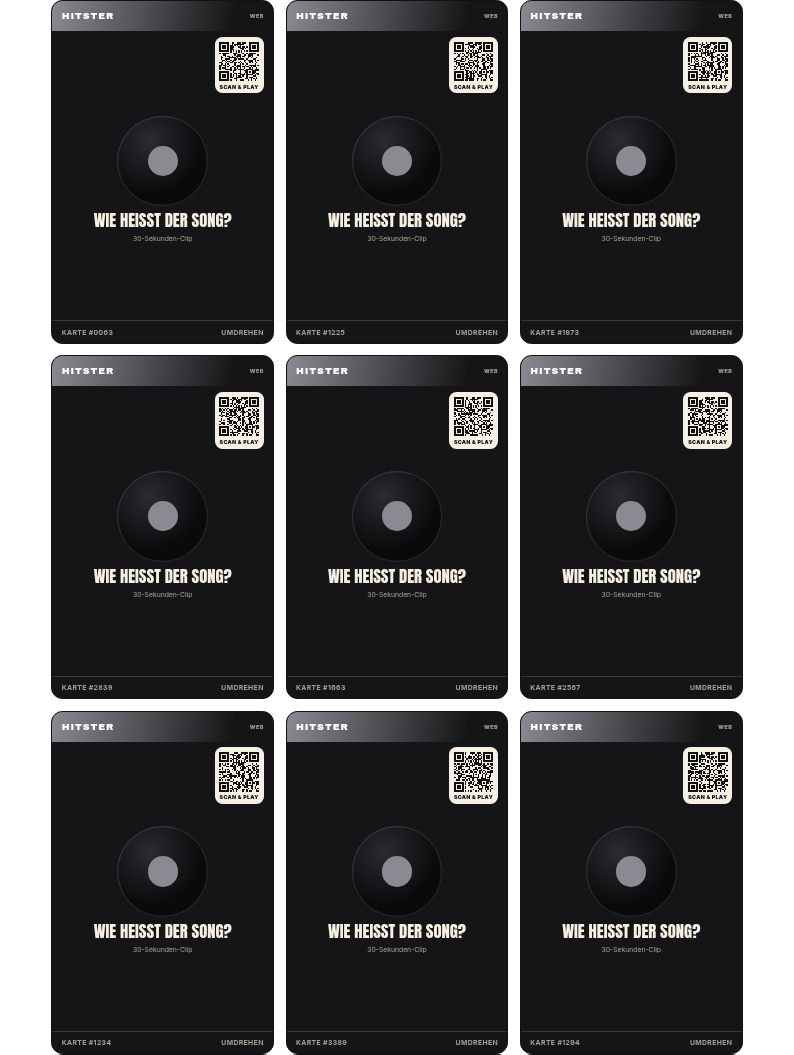 HITSTER WEB
SCAN & PLAY
WIE HEISST DER SONG?
30-Sekunden-Clip
KARTE #0063 UMDREHEN
HITSTER WEB
SCAN & PLAY
WIE HEISST DER SONG?
30-Sekunden-Clip
KARTE #1225 UMDREHEN
HITSTER WEB
SCAN & PLAY
WIE HEISST DER SONG?
30-Sekunden-Clip
KARTE #1973 UMDREHEN
HITSTER WEB
SCAN & PLAY
WIE HEISST DER SONG?
30-Sekunden-Clip
KARTE #2839 UMDREHEN
HITSTER WEB
SCAN & PLAY
WIE HEISST DER SONG?
30-Sekunden-Clip
KARTE #1663 UMDREHEN
HITSTER WEB
SCAN & PLAY
WIE HEISST DER SONG?
30-Sekunden-Clip
KARTE #2567 UMDREHEN
HITSTER WEB
SCAN & PLAY
WIE HEISST DER SONG?
30-Sekunden-Clip
KARTE #1234 UMDREHEN
HITSTER WEB
SCAN & PLAY
WIE HEISST DER SONG?
30-Sekunden-Clip
KARTE #3389 UMDREHEN
HITSTER WEB
SCAN & PLAY
WIE HEISST DER SONG?
30-Sekunden-Clip
KARTE #1294 UMDREHEN